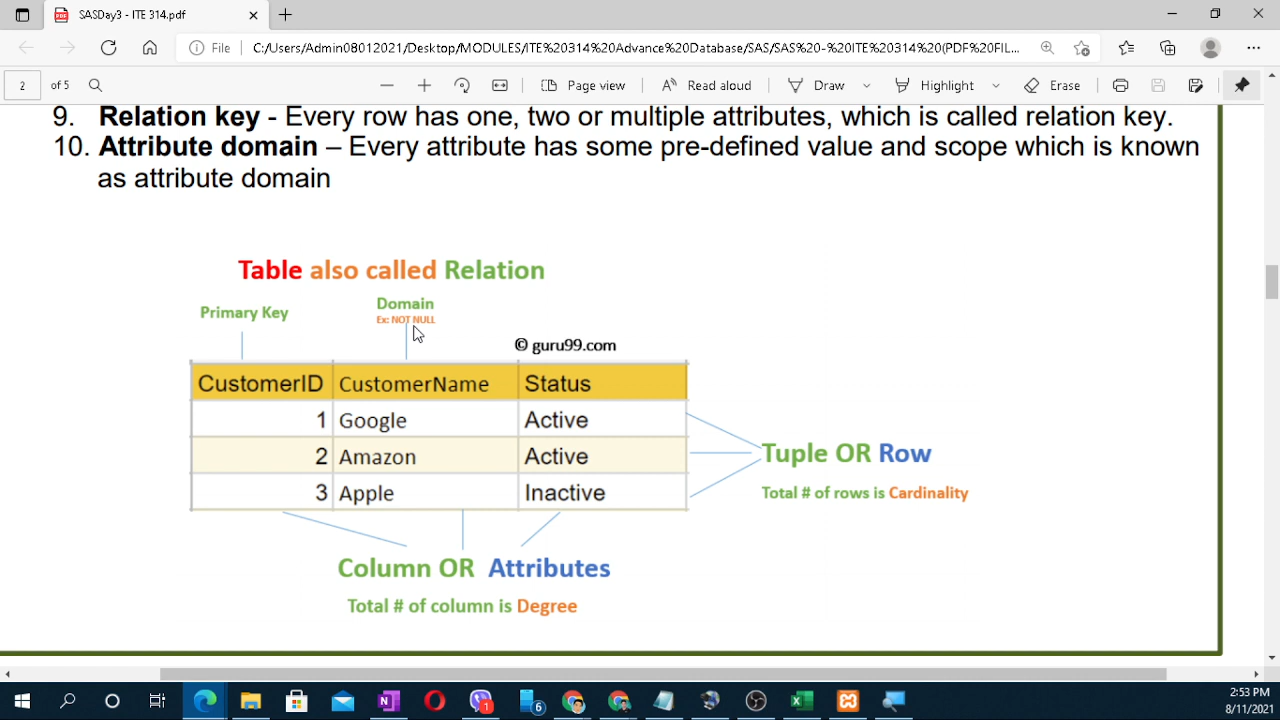 SASDay3 - ITE 314.pdf
File
C:/Users/Admin08012021/Desktop/MODULES/ITE%20314%20Advance%20Database/SAS/SAS%20-%20ITE%20314%20(PDF%20FIL...
2 of 5
Page view
Read aloud
Draw
Highlight
Erase
9. Relation key - Every row has one, two or multiple attributes, which is called relation key.
10. Attribute domain – Every attribute has some pre-defined value and scope which is known
as attribute domain
Table also called Relation
Primary Key
Domain
Ex: NOT NULL
© guru99.com
CustomerID CustomerName Status
1 Google Active
2 Amazon Active
3 Apple Inactive
Tuple OR Row
Total # of rows is Cardinality
Column OR Attributes
Total # of column is Degree
1
6
2:53 PM
8/11/2021